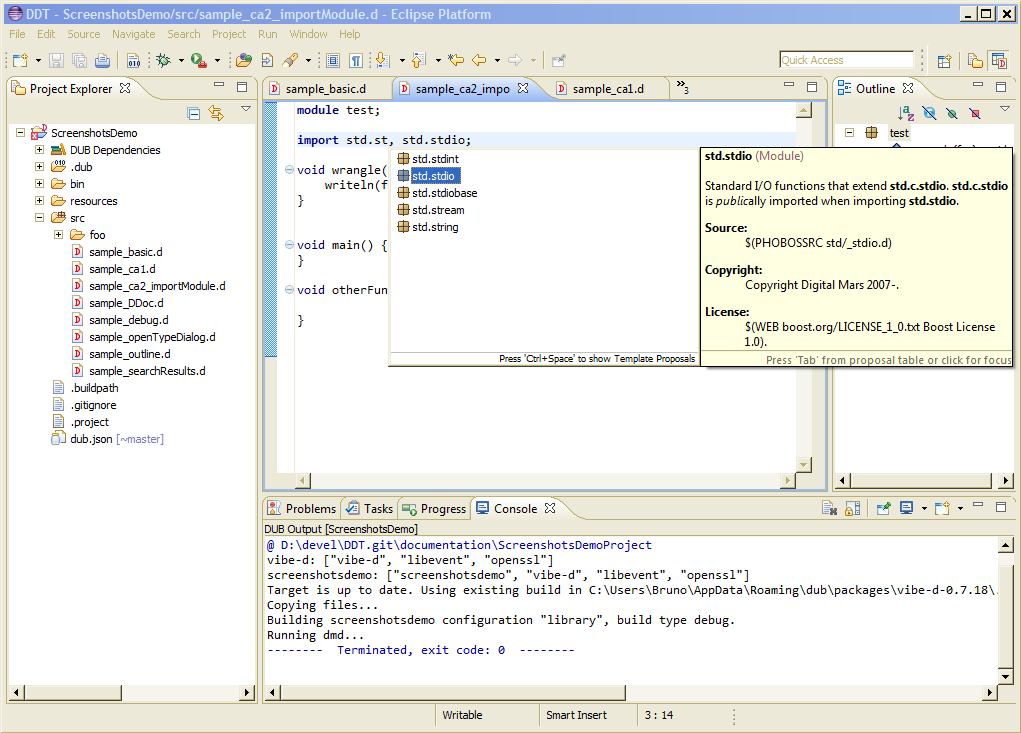 DDT - ScreenshotsDemo/src/sample_ca2_importModule.d - Eclipse Platform
File Edit Source Navigate Search Project Run Window Help
Quick Access
Project Explorer
ScreenshotsDemo
DUB Dependencies
.dub
bin
resources
src
foo
sample_basic.d
sample_ca1.d
sample_ca2_importModule.d
sample_DDoc.d
sample_debug.d
sample_openTypeDialog.d
sample_outline.d
sample_searchResults.d
.buildpath
.gitignore
.project
dub.json [~master]
sample_basic.d sample_ca2_impo sample_ca1.d »3
module test;
import std.st, std.stdio;
void wrangle(
writeln(f
}
void main() {
}
void otherFun
}
std.stdint
std.stdio
std.stdiobase
std.stream
std.string
Press 'Ctrl+Space' to show Template Proposals
Outline
test
std.stdio (Module)
Standard I/O functions that extend std.c.stdio. std.c.stdio
is publically imported when importing std.stdio.
Source:
$(PHOBOSSRC std/_stdio.d)
Copyright:
Copyright Digital Mars 2007-.
License:
$(WEB boost.org/LICENSE_1_0.txt Boost License
1.0).
Press 'Tab' from proposal table or click for focus
Problems Tasks Progress Console
DUB Output [ScreenshotsDemo]
@ D:\devel\DDT.git\documentation\ScreenshotsDemoProject
vibe-d: ["vibe-d", "libevent", "openssl"]
screenshotsdemo: ["screenshotsdemo", "vibe-d", "libevent", "openssl"]
Target is up to date. Using existing build in C:\Users\Bruno\AppData\Roaming\dub\packages\vibe-d-0.7.18\.
Copying files...
Building screenshotsdemo configuration "library", build type debug.
Running dmd...
-------- Terminated, exit code: 0 --------
Writable Smart Insert 3 : 14